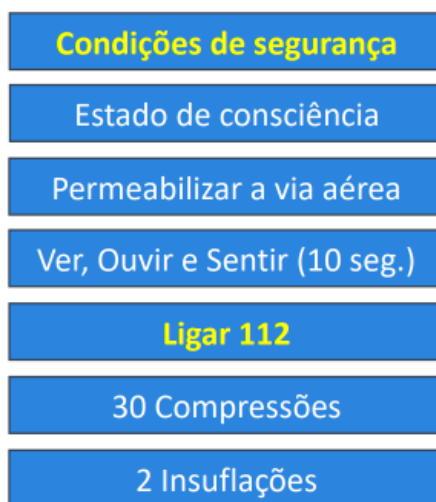 Condições de segurança
Estado de consciência
Permeabilizar a via aérea
Ver, Ouvir e Sentir (10 seg.)
Ligar 112
30 Compressões
2 Insuflações